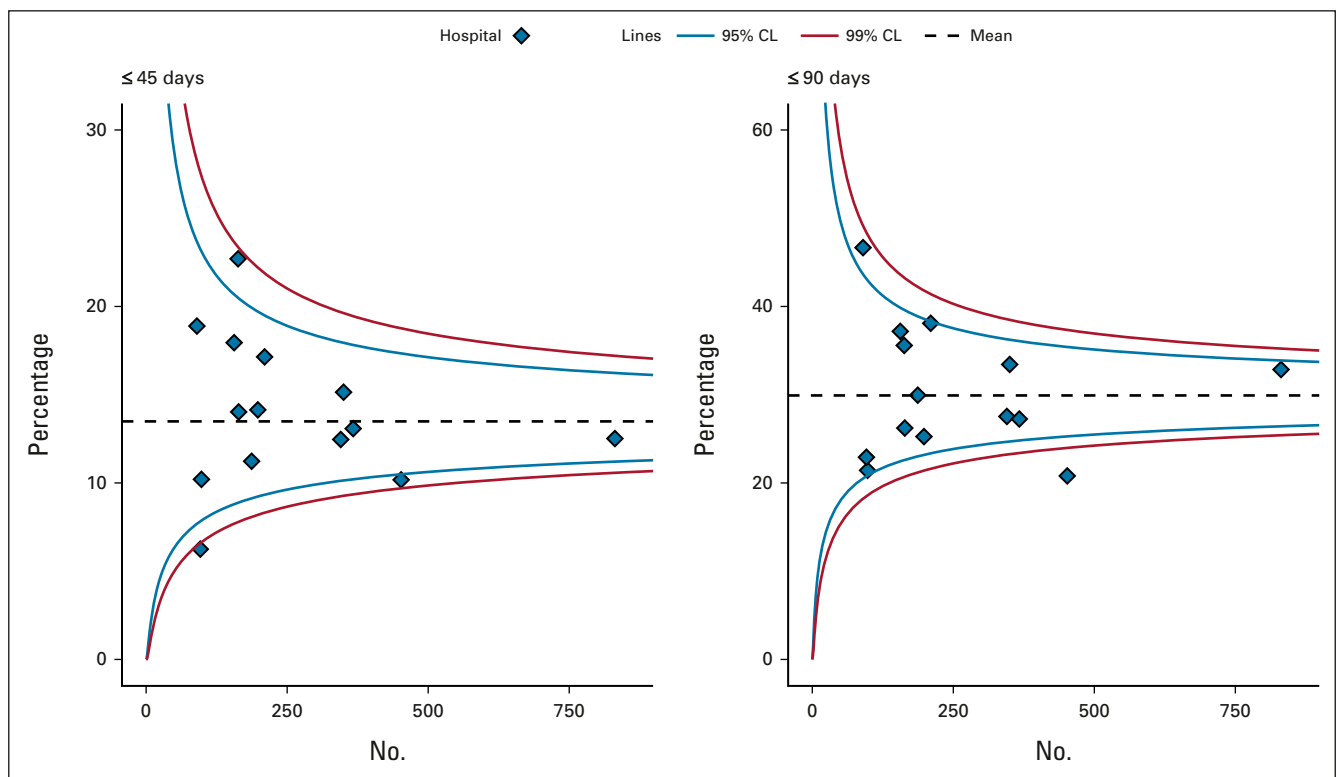 Hospital Lines 95% CL 99% CL Mean
≤ 45 days
30
20
10
0
Percentage
0 250 500 750
No.
≤ 90 days
60
40
20
0
Percentage
0 250 500 750
No.